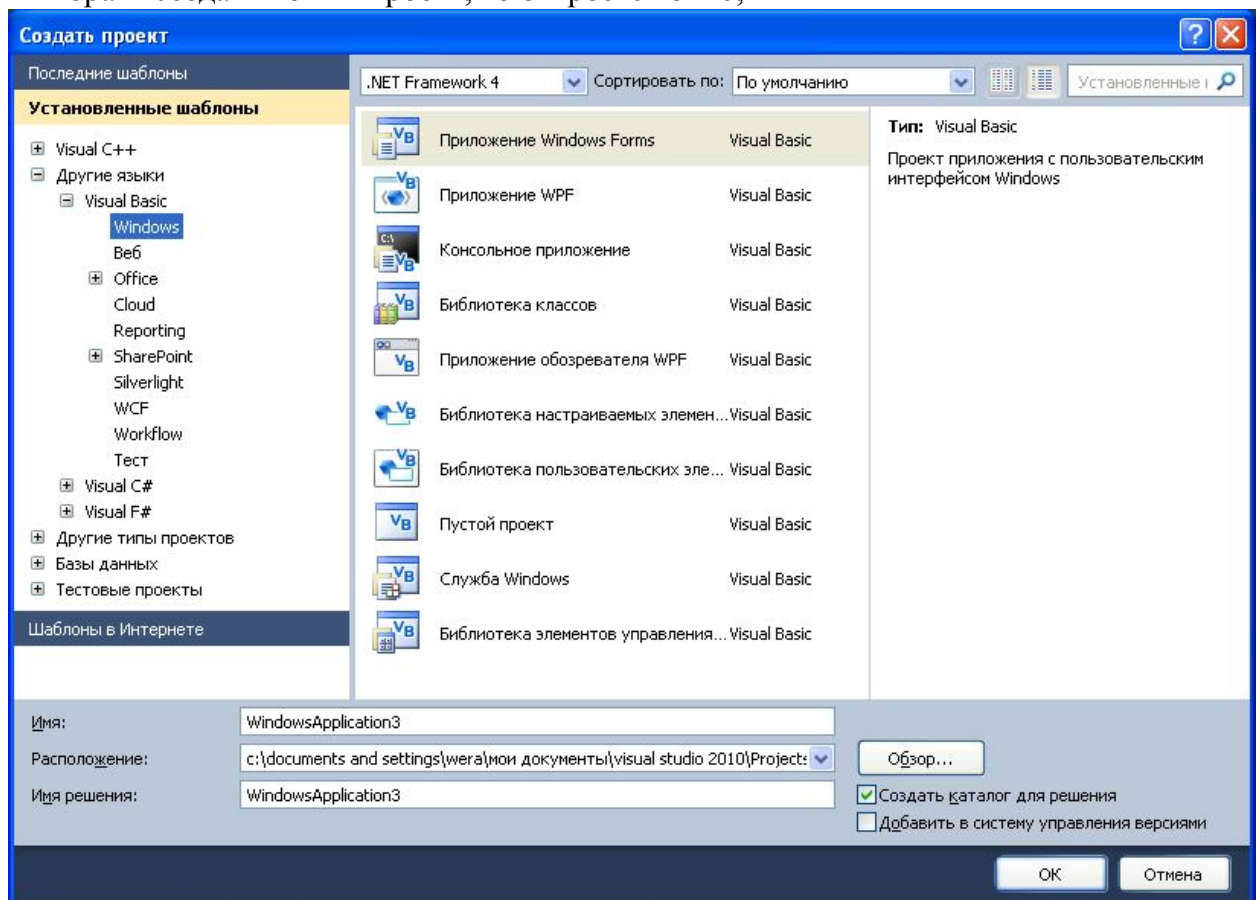 Создать проект
Последние шаблоны
Установленные шаблоны
Visual C++
Другие языки
Visual Basic
Windows
Веб
Office
Cloud
Reporting
SharePoint
Silverlight
WCF
Workflow
Тест
Visual C#
Visual F#
Другие типы проектов
Базы данных
Тестовые проекты
Шаблоны в Интернете
.NET Framework 4 Сортировать по: По умолчанию Установленные
Приложение Windows Forms Visual Basic
Приложение WPF Visual Basic
Консольное приложение Visual Basic
Библиотека классов Visual Basic
Приложение обозревателя WPF Visual Basic
Библиотека настраиваемых элемен... Visual Basic
Библиотека пользовательских эле... Visual Basic
Пустой проект Visual Basic
Служба Windows Visual Basic
Библиотека элементов управления... Visual Basic
Тип: Visual Basic
Проект приложения с пользовательским
интерфейсом Windows
Имя: WindowsApplication3
Расположение: c:\documents and settings\wera\мои документы\visual studio 2010\Projects
Обзор...
Имя решения: WindowsApplication3
Создать каталог для решения
Добавить в систему управления версиями
ОК Отмена